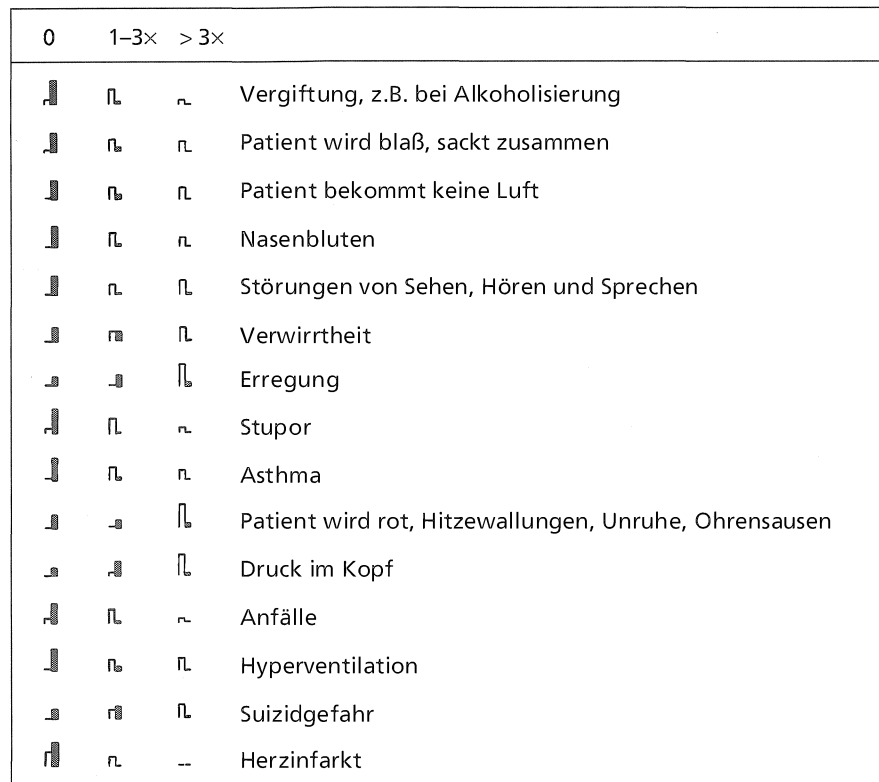 0 1–3× > 3×
Vergiftung, z.B. bei Alkoholisierung
Patient wird blaß, sackt zusammen
Patient bekommt keine Luft
Nasenbluten
Störungen von Sehen, Hören und Sprechen
Verwirrtheit
Erregung
Stupor
Asthma
Patient wird rot, Hitzewallungen, Unruhe, Ohrensausen
Druck im Kopf
Anfälle
Hyperventilation
Suizidgefahr
-- Herzinfarkt